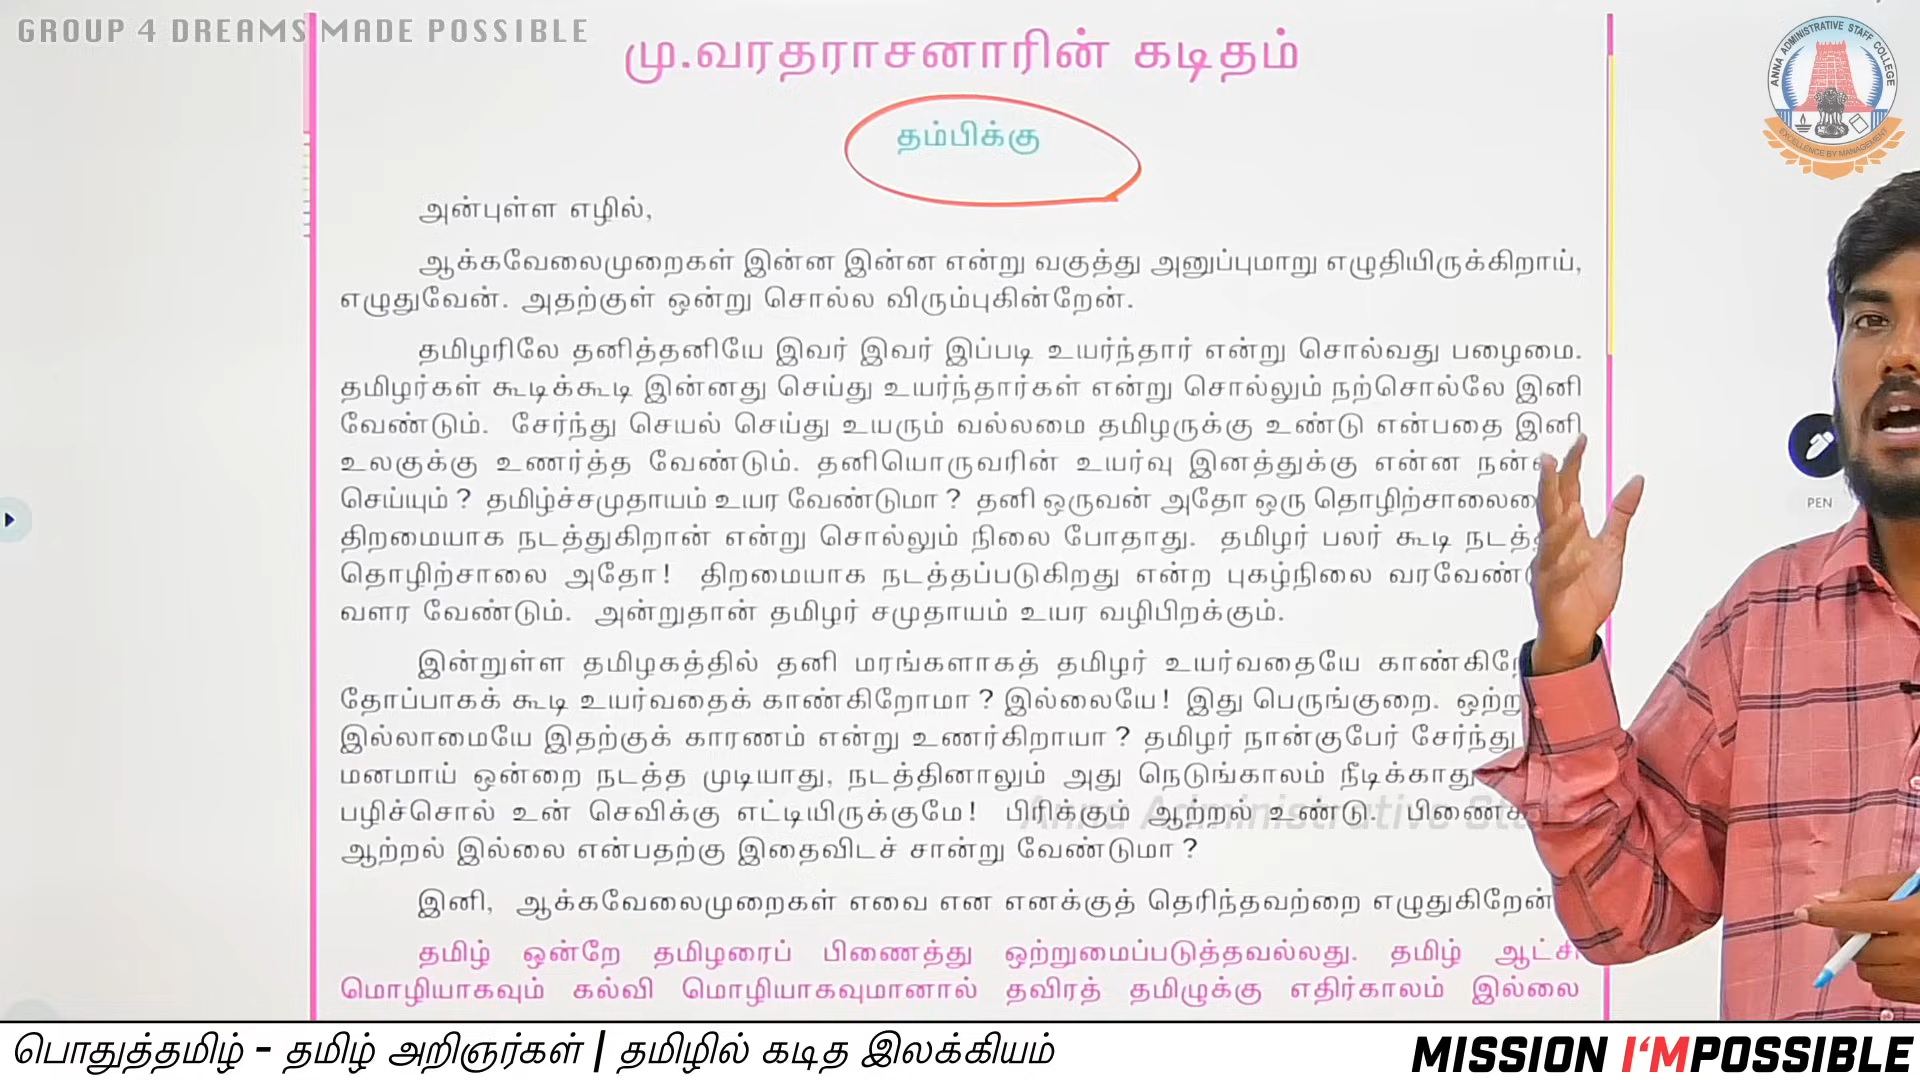 GROUP 4 DREAMS MADE POSSIBLE
மு.வரதராசனாரின் கடிதம்
தம்பிக்கு
ANNA ADMINISTRATIVE STAFF COLLEGE
EXCELLENCE BY MANAGEMENT
அன்புள்ள எழில்,
ஆக்கவேலைமுறைகள் இன்ன இன்ன என்று வகுத்து அனுப்புமாறு எழுதியிருக்கிறாய்,
எழுதுவேன். அதற்குள் ஒன்று சொல்ல விரும்புகின்றேன்.
தமிழரிலே தனித்தனியே இவர் இவர் இப்படி உயர்ந்தார் என்று சொல்வது பழைமை.
தமிழர்கள் கூடிக்கூடி இன்னது செய்து உயர்ந்தார்கள் என்று சொல்லும் நற்சொல்லே இனி
வேண்டும். சேர்ந்து செயல் செய்து உயரும் வல்லமை தமிழருக்கு உண்டு என்பதை இனி
உலகுக்கு உணர்த்த வேண்டும். தனியொருவரின் உயர்வு இனத்துக்கு என்ன
செய்யும்? தமிழ்ச்சமுதாயம் உயர வேண்டுமா? தனி ஒருவன் அதோ ஒரு
திறமையாக நடத்துகிறான் என்று சொல்லும் நிலை போதாது. தமிழர் பலர் கூடி
தொழிற்சாலை அதோ! திறமையாக நடத்தப்படுகிறது என்ற புகழ்நிலை
வளர வேண்டும். அன்றுதான் தமிழர் சமுதாயம் உயர வழிபிறக்கும்.
இன்றுள்ள தமிழகத்தில் தனி மரங்களாகத் தமிழர் உயர்வதையே
தோப்பாகக் கூடி உயர்வதைக் காண்கிறோமா? இல்லையே! இது பெருங்குறை.
இல்லாமையே இதற்குக் காரணம் என்று உணர்கிறாயா? தமிழர் நான்குபேர் சேர்ந்து
மனமாய் ஒன்றை நடத்த முடியாது, நடத்தினாலும் அது நெடுங்காலம் நீடிக்காது
பழிச்சொல் உன் செவிக்கு எட்டியிருக்குமே! பிரிக்கும் ஆற்றல் உண்டு.
Anna Administrative
ஆற்றல் இல்லை என்பதற்கு இதைவிடச் சான்று வேண்டுமா?
இனி, ஆக்கவேலைமுறைகள் எவை என எனக்குத் தெரிந்தவற்றை எழுதுகிறேன்
தமிழ் ஒன்றே தமிழரைப் பிணைத்து ஒற்றுமைப்படுத்தவல்லது. தமிழ் ஆட்சி
மொழியாகவும் கல்வி மொழியாகவுமானால் தவிரத் தமிழுக்கு எதிர்காலம் இல்லை
PEN
பொதுத்தமிழ் - தமிழ் அறிஞர்கள் | தமிழில் கடித இலக்கியம்
MISSION I'MPOSSIBLE